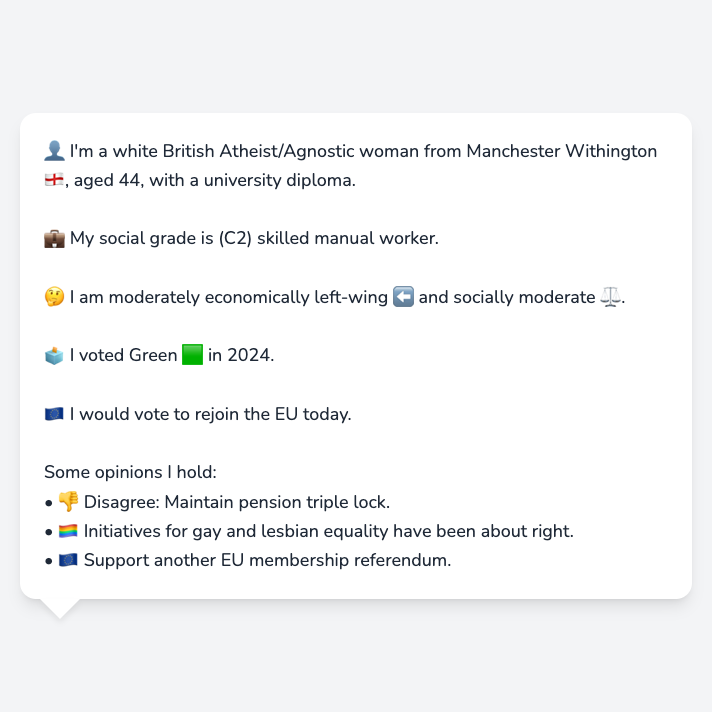 👤 I'm a white British Atheist/Agnostic woman from Manchester Withington
🏴󠁧󠁢󠁥󠁮󠁧󠁿, aged 44, with a university diploma.
💼 My social grade is (C2) skilled manual worker.
🤔 I am moderately economically left-wing ⬅️ and socially moderate ⚖️.
🗳️ I voted Green 🟩 in 2024.
🇪🇺 I would vote to rejoin the EU today.
Some opinions I hold:
• 👎 Disagree: Maintain pension triple lock.
• 🏳️‍🌈 Initiatives for gay and lesbian equality have been about right.
• 🇪🇺 Support another EU membership referendum.